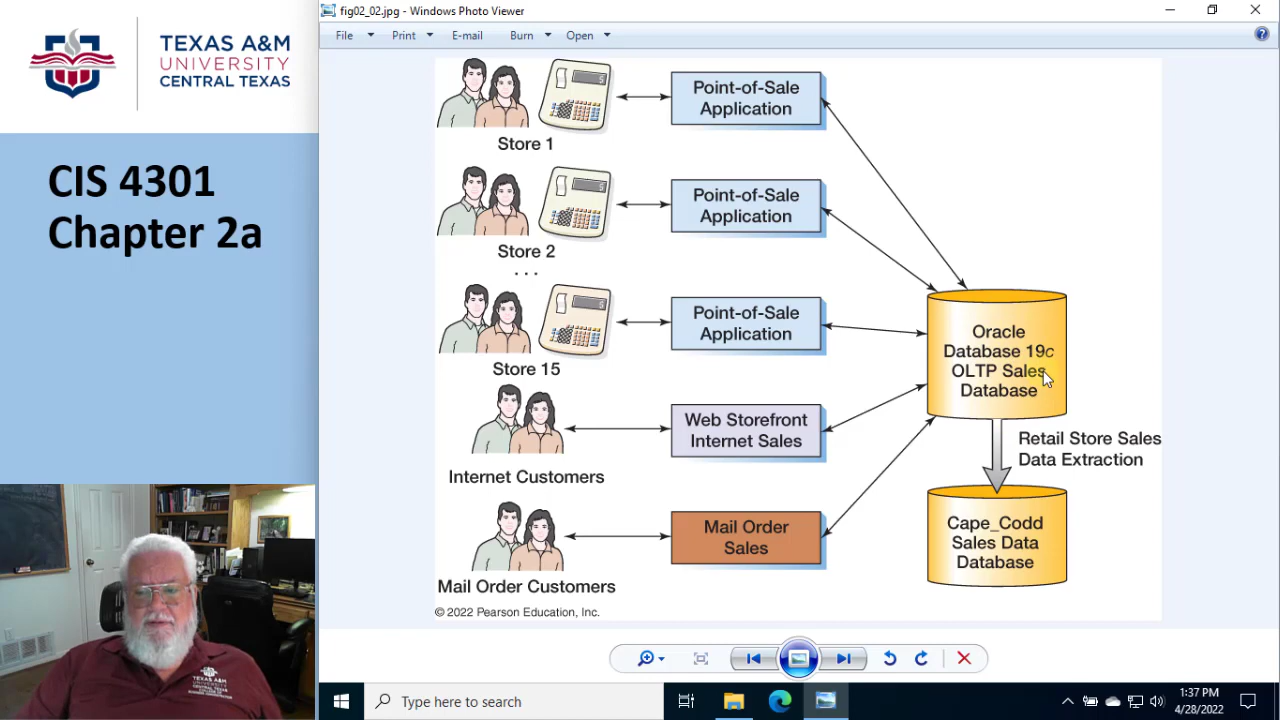 TEXAS A&M
UNIVERSITY
CENTRAL TEXAS
CIS 4301
Chapter 2a
fig02_02.jpg - Windows Photo Viewer
File
Print
E-mail
Burn
Open
Point-of-Sale
Application
Store 1
Point-of-Sale
Application
Store 2
...
Point-of-Sale
Application
Store 15
Oracle
Database 19c
OLTP Sales
Database
Web Storefront
Internet Sales
Internet Customers
Retail Store Sales
Data Extraction
Mail Order
Sales
Mail Order Customers
Cape_Codd
Sales Data
Database
© 2022 Pearson Education, Inc.
TEXAS A&M
UNIVERSITY
CENTRAL TEXAS
Type here to search
1:37 PM
4/28/2022